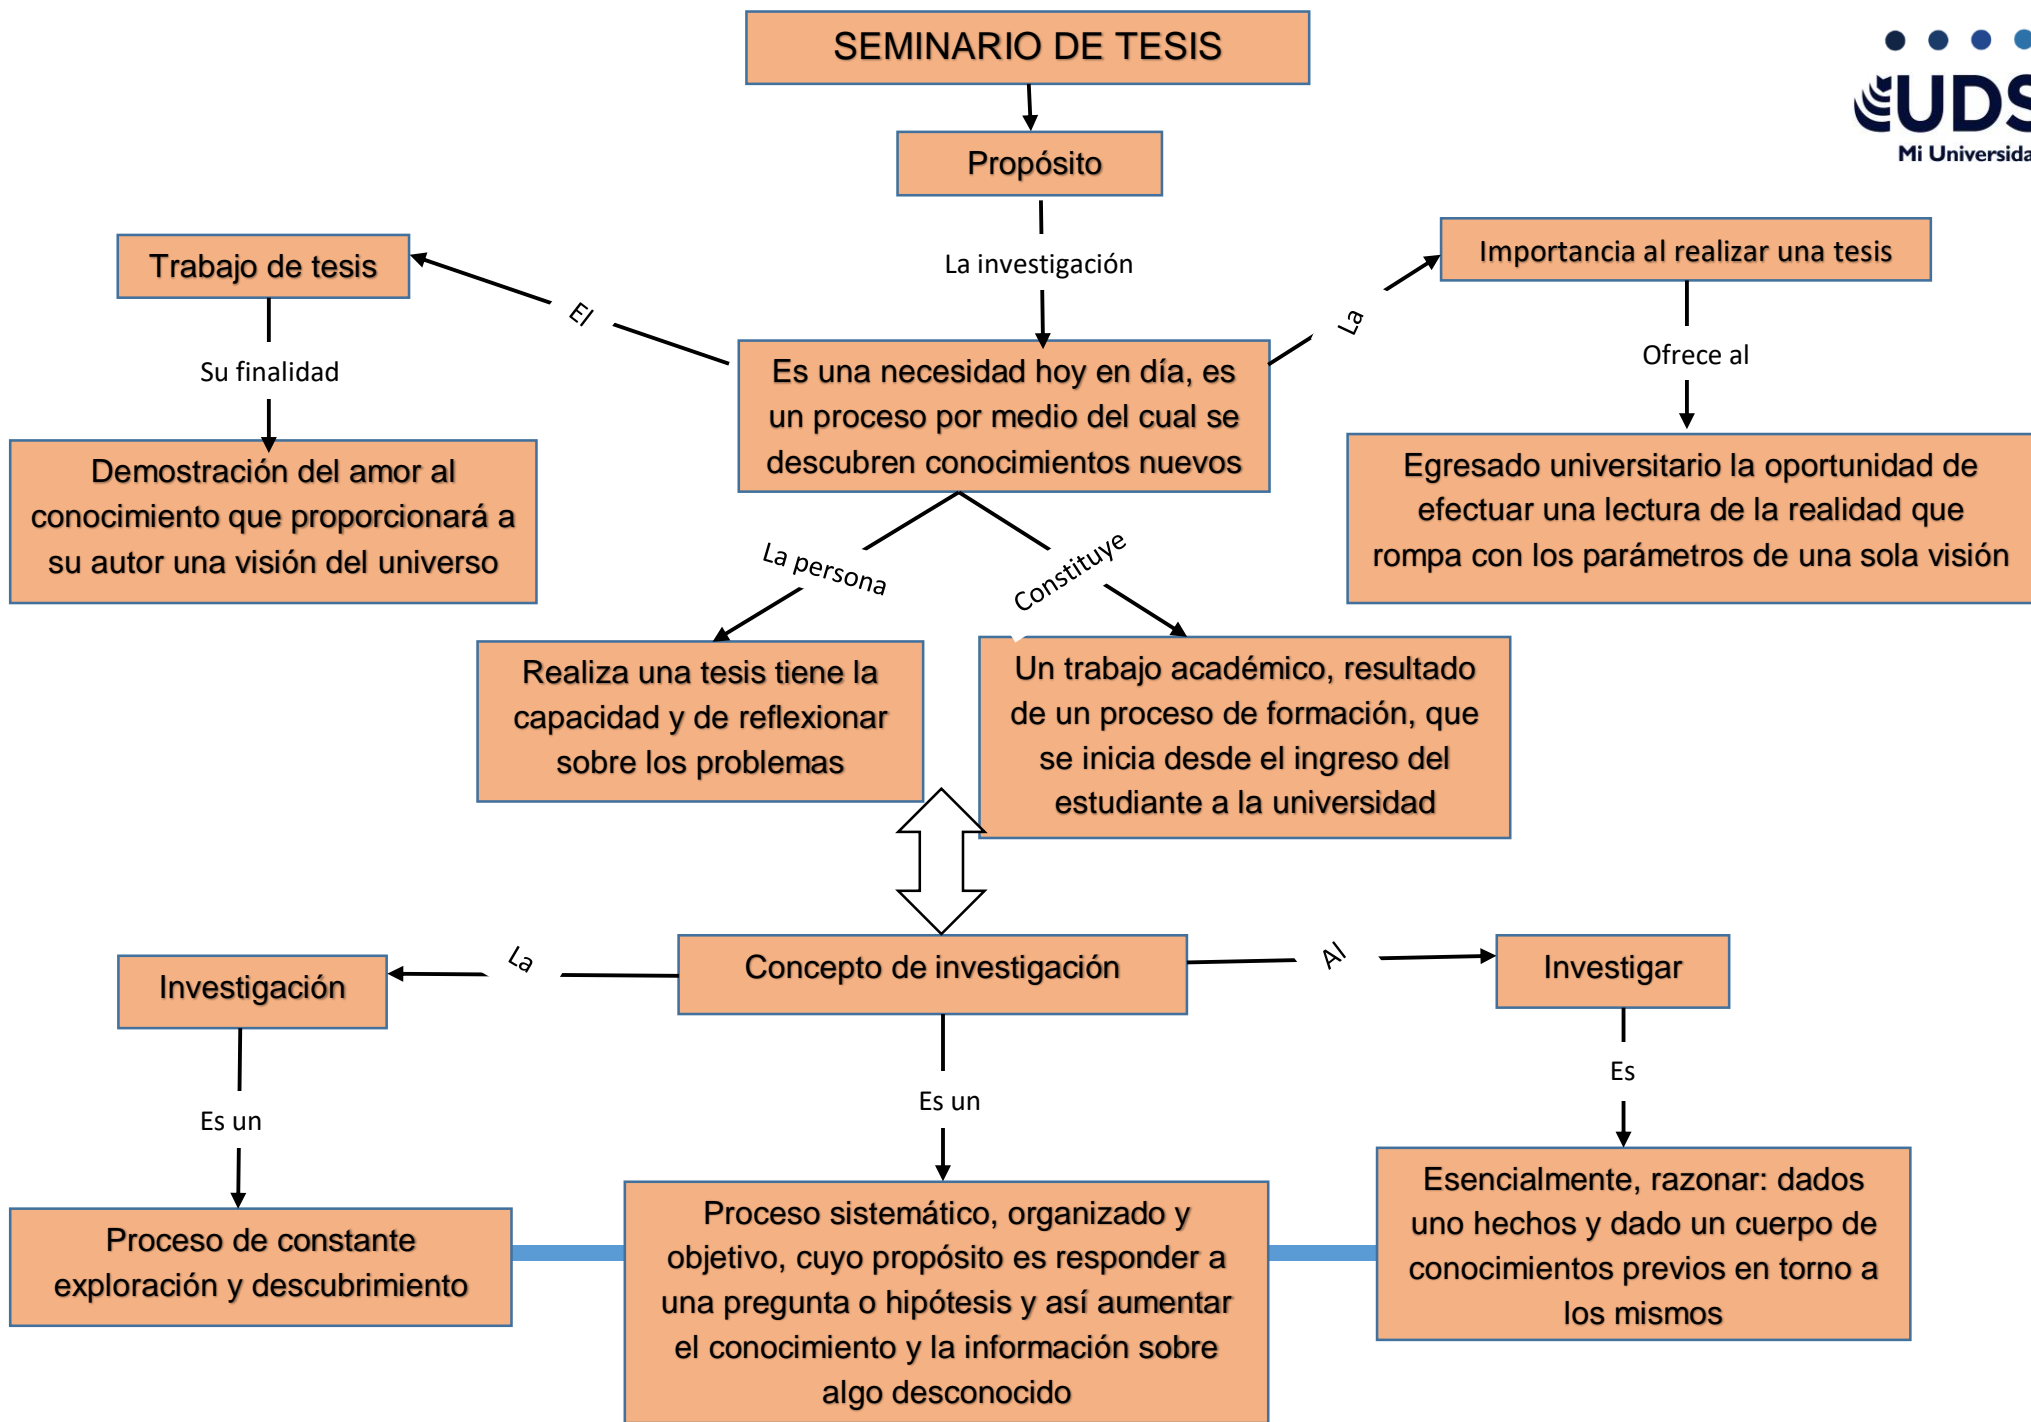 SEMINARIO DE TESIS
UDS
Mi Universida
Propósito
La investigación
Trabajo de tesis
Importancia al realizar una tesis
El
La
Su finalidad
Ofrece al
Es una necesidad hoy en día, es
un proceso por medio del cual se
descubren conocimientos nuevos
Demostración del amor al
conocimiento que proporcionará a
su autor una visión del universo
Egresado universitario la oportunidad de
efectuar una lectura de la realidad que
rompa con los parámetros de una sola visión
La persona
Constituye
Realiza una tesis tiene la
capacidad y de reflexionar
sobre los problemas
Un trabajo académico, resultado
de un proceso de formación, que
se inicia desde el ingreso del
estudiante a la universidad
Concepto de investigación
La
Al
Investigación
Investigar
Es un
Es un
Es
Proceso de constante
exploración y descubrimiento
Proceso sistemático, organizado y
objetivo, cuyo propósito es responder a
una pregunta o hipótesis y así aumentar
el conocimiento y la información sobre
algo desconocido
Esencialmente, razonar: dados
uno hechos y dado un cuerpo de
conocimientos previos en torno a
los mismos